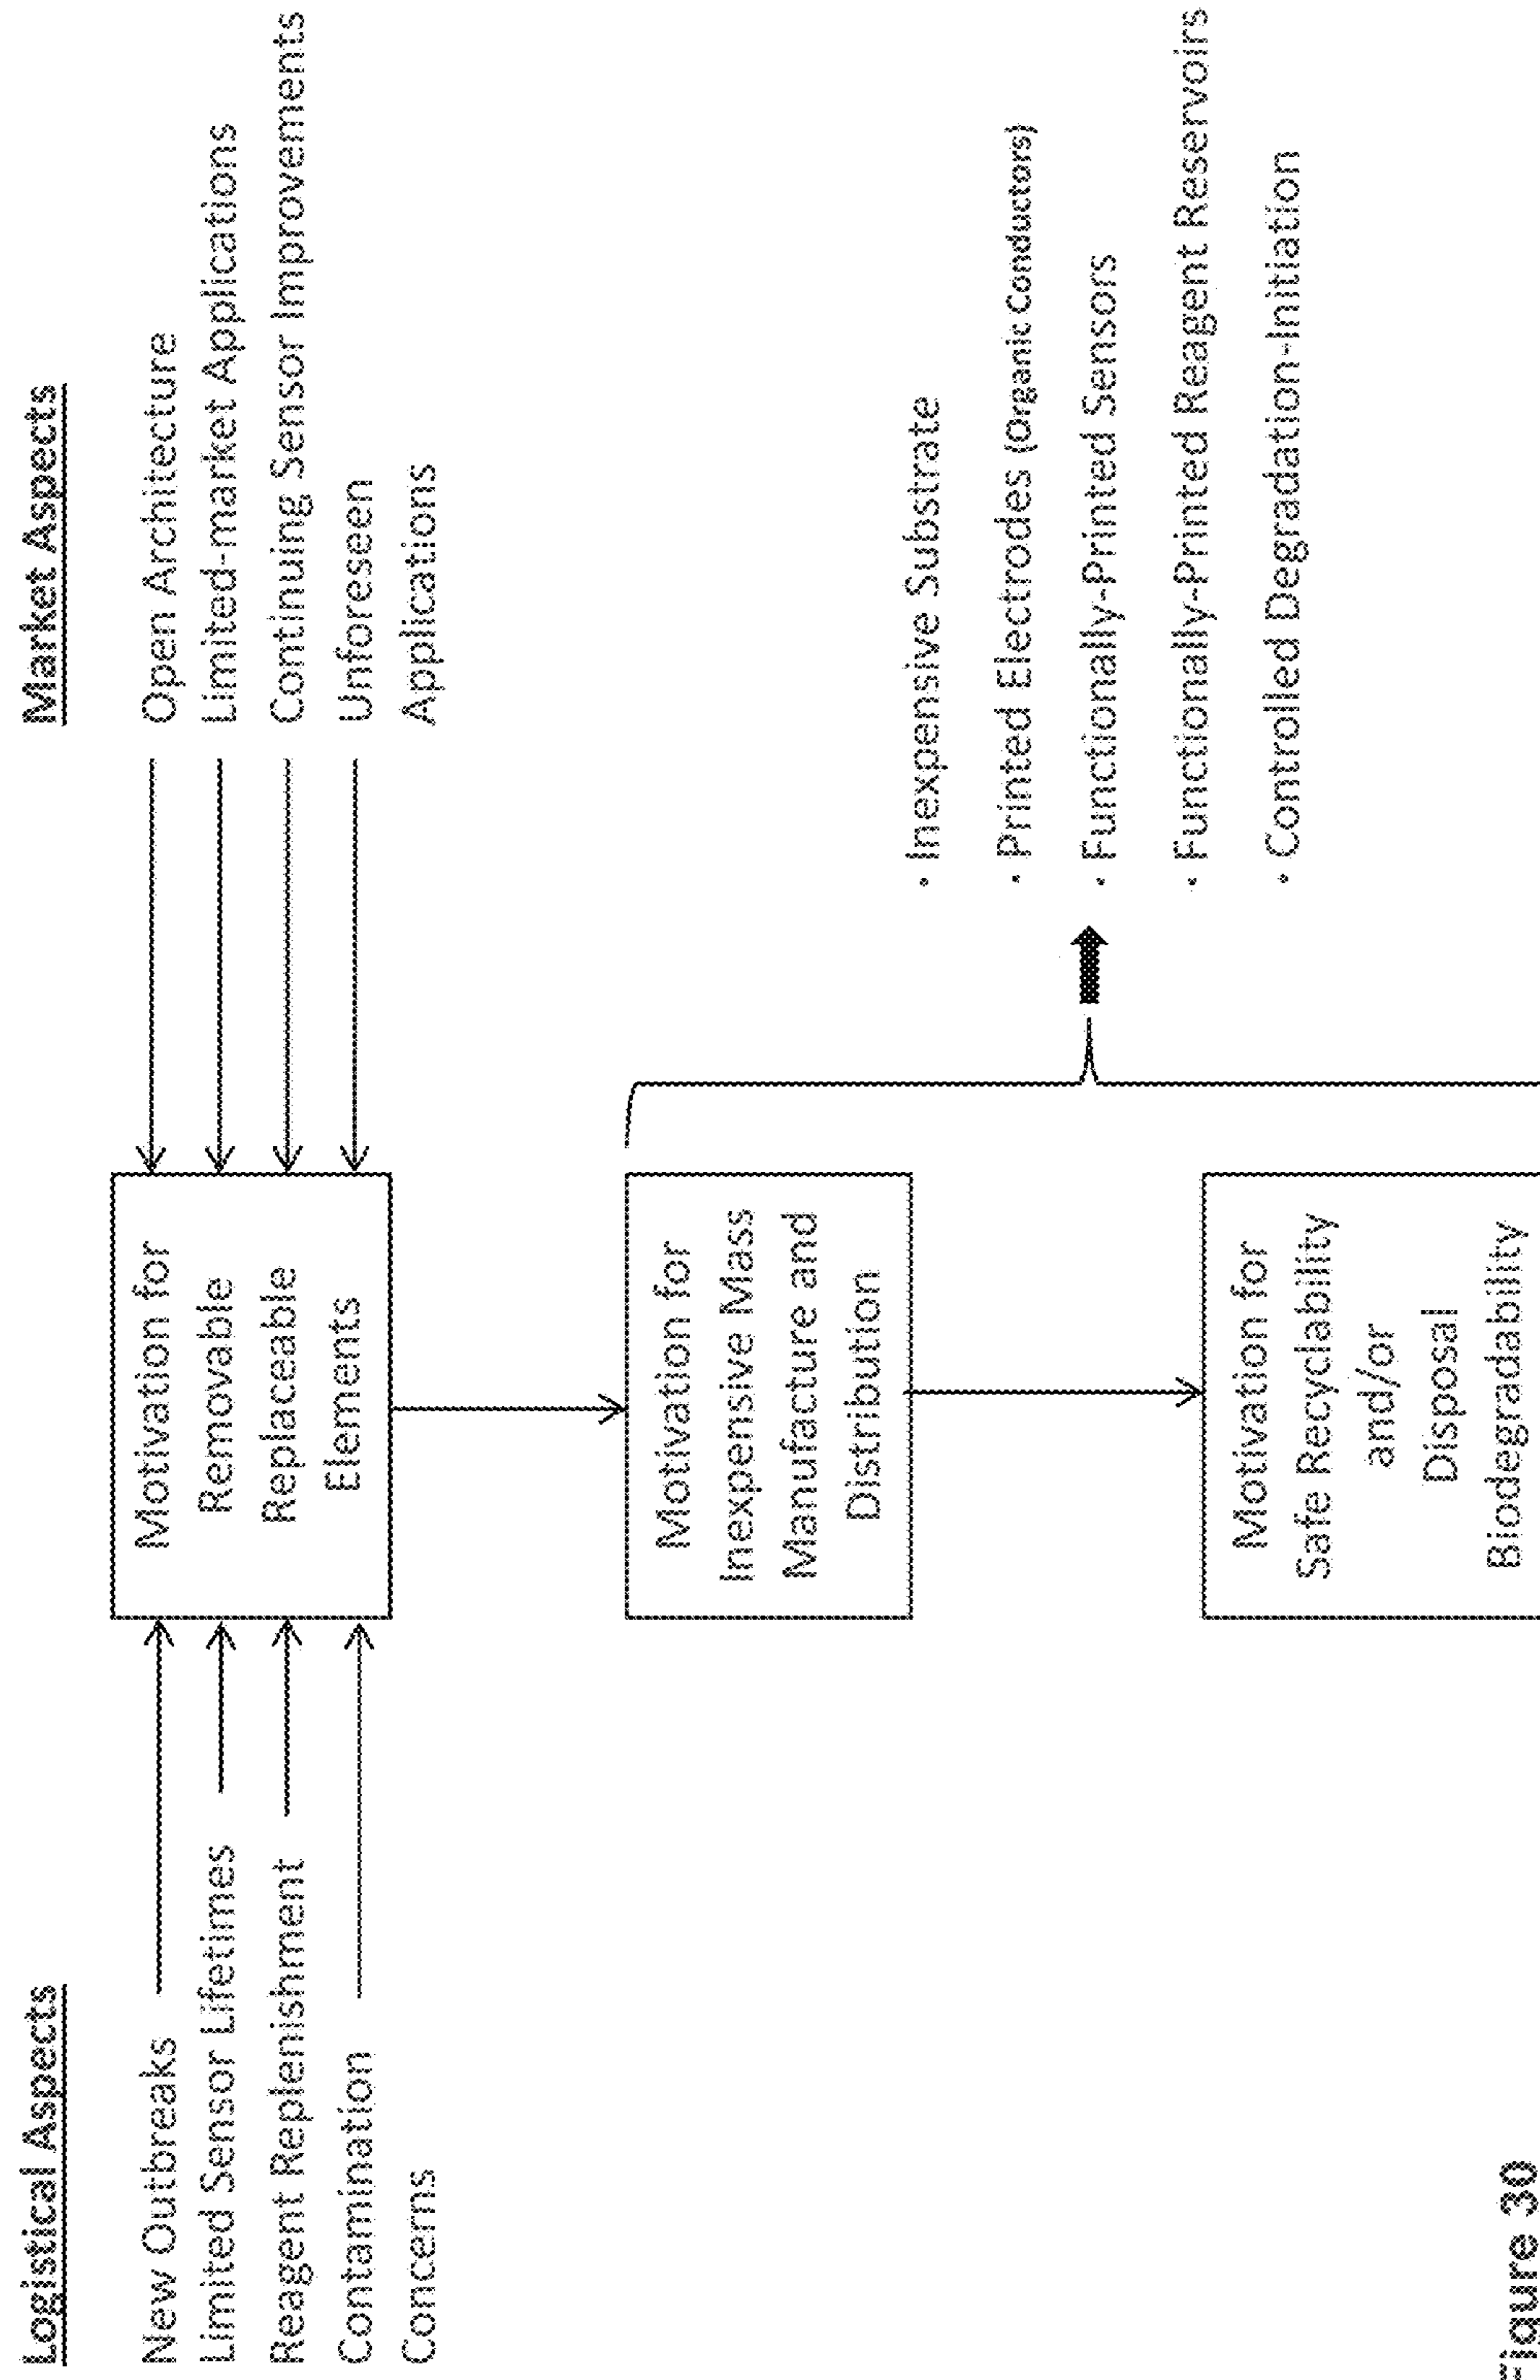 Logistical Aspects
New Outbreaks
Limited Sensor Lifetimes
Reagent Replenishment
Contamination
Concerns
Motivation for
Removable
Replaceable
Elements
Market Aspects
Open Architecture
Limited-market Applications
Continuing Sensor Improvements
Unforeseen
Applications
Motivation for
Inexpensive Mass
Manufacture and
Distribution
Motivation for
Safe Recyclability
and/or
Disposal
Biodegradability
· Inexpensive Substrate
· Printed Electrodes (Organic Conductors)
· Functionally-Printed Sensors
· Functionally-Printed Reagent Reservoirs
· Controlled Degradation-Initiation
Figure 30